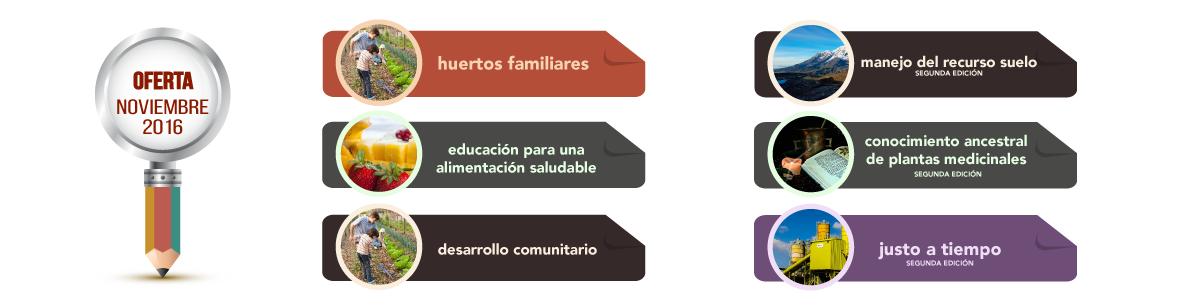 OFERTA
NOVIEMBRE
2016
huertos familiares
educación para una
alimentación saludable
desarrollo comunitario
manejo del recurso suelo
SEGUNDA EDICIÓN
conocimiento ancestral
de plantas medicinales
SEGUNDA EDICIÓN
justo a tiempo
SEGUNDA EDICIÓN